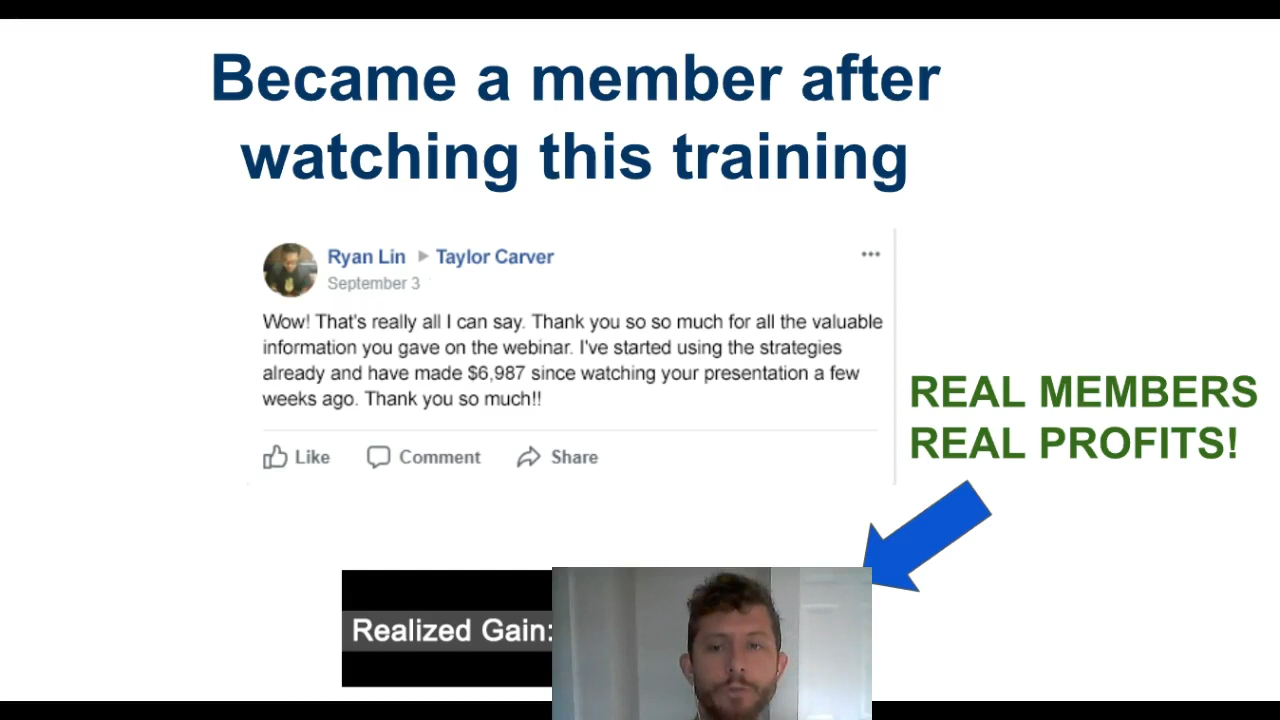 Became a member after
watching this training
Ryan Lin ▶ Taylor Carver
September 3
Wow! That's really all I can say. Thank you so so much for all the valuable
information you gave on the webinar. I've started using the strategies
already and have made $6,987 since watching your presentation a few
weeks ago. Thank you so much!!
Like Comment Share
REAL MEMBERS
REAL PROFITS!
Realized Gain: